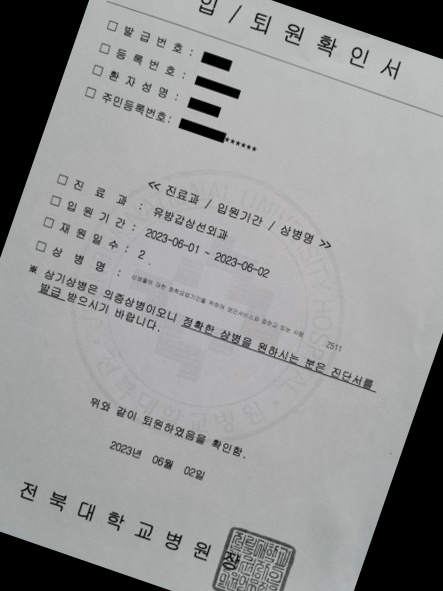 입 / 퇴 원 확 인 서
□ 발 급 번 호 :
□ 등 록 번 호 :
□ 환 자 성 명 :
□ 주민등록번호: ******
<< 진료과 / 입원기간 / 상병명 >>
□ 진 료 과 : 유방갑상선외과
□ 입 원 기 간 : 2023-06-01 ~ 2023-06-02
□ 재 원 일 수 : 2
□ 상 병 명 : Z511
※ 상기상병은 의증상병이오니 정확한 상병을 원하시는 분은 진단서를
발급 받으시기 바랍니다.
위와 같이 퇴원하였음을 확인함.
2023년 06월 02일
전 북 대 학 교 병 원 장